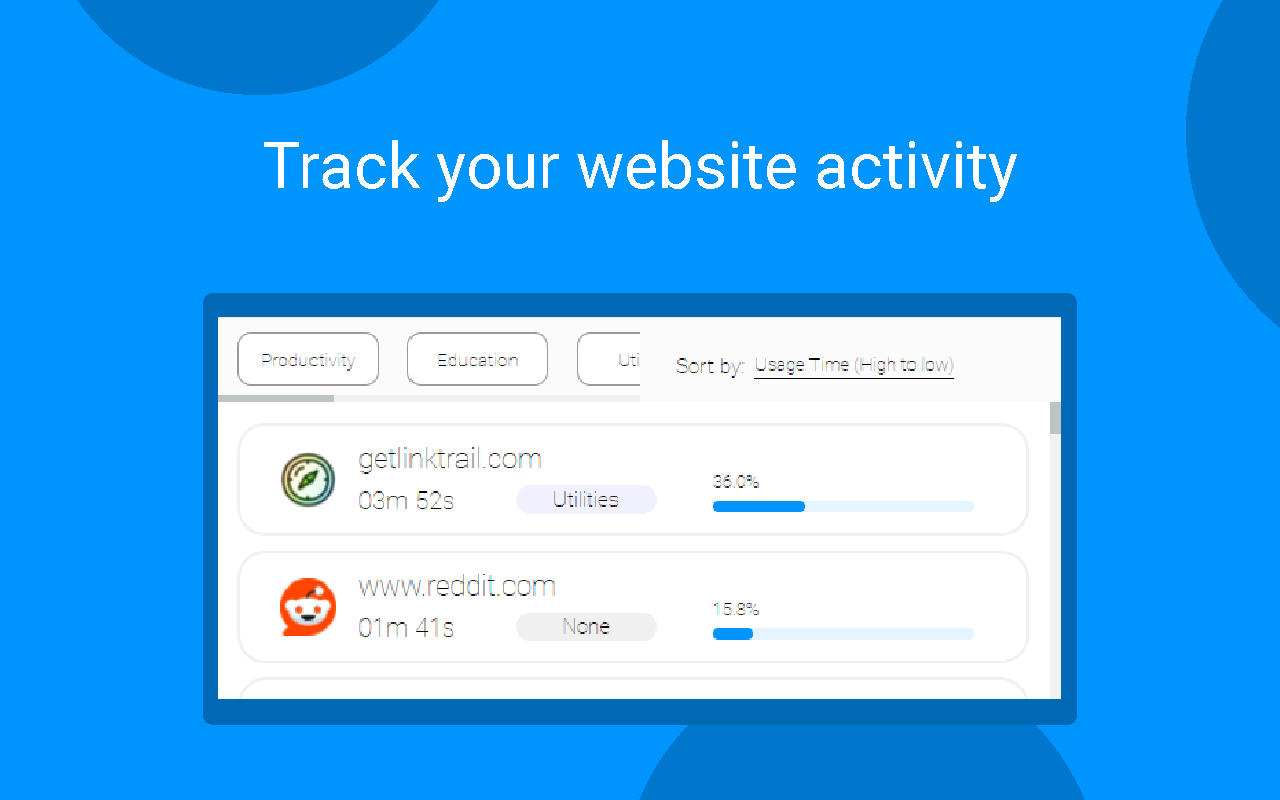 Track your website activity
Productivity Education Uti Sort by: Usage Time (High to low)
getlinktrail.com
36.0%
03m 52s Utilities
www.reddit.com
15.8%
01m 41s None